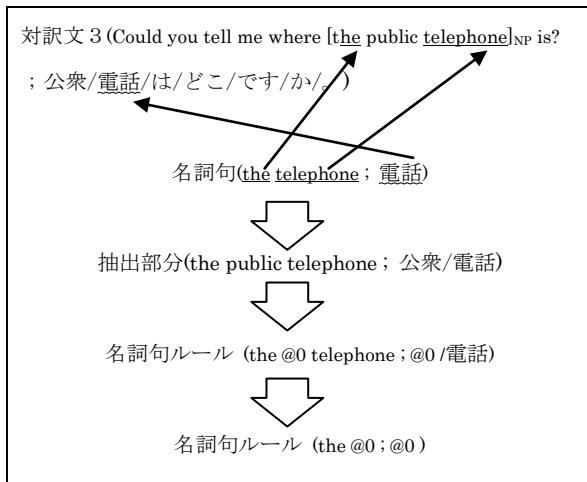 対訳文３(Could you tell me where [the public telephone]NP is?
；公衆/電話/は/どこ/です/か/。)
名詞句(the telephone；電話)
抽出部分(the public telephone；公衆/電話)
名詞句ルール (the @0 telephone；@0 /電話)
名詞句ルール (the @0；@0 )